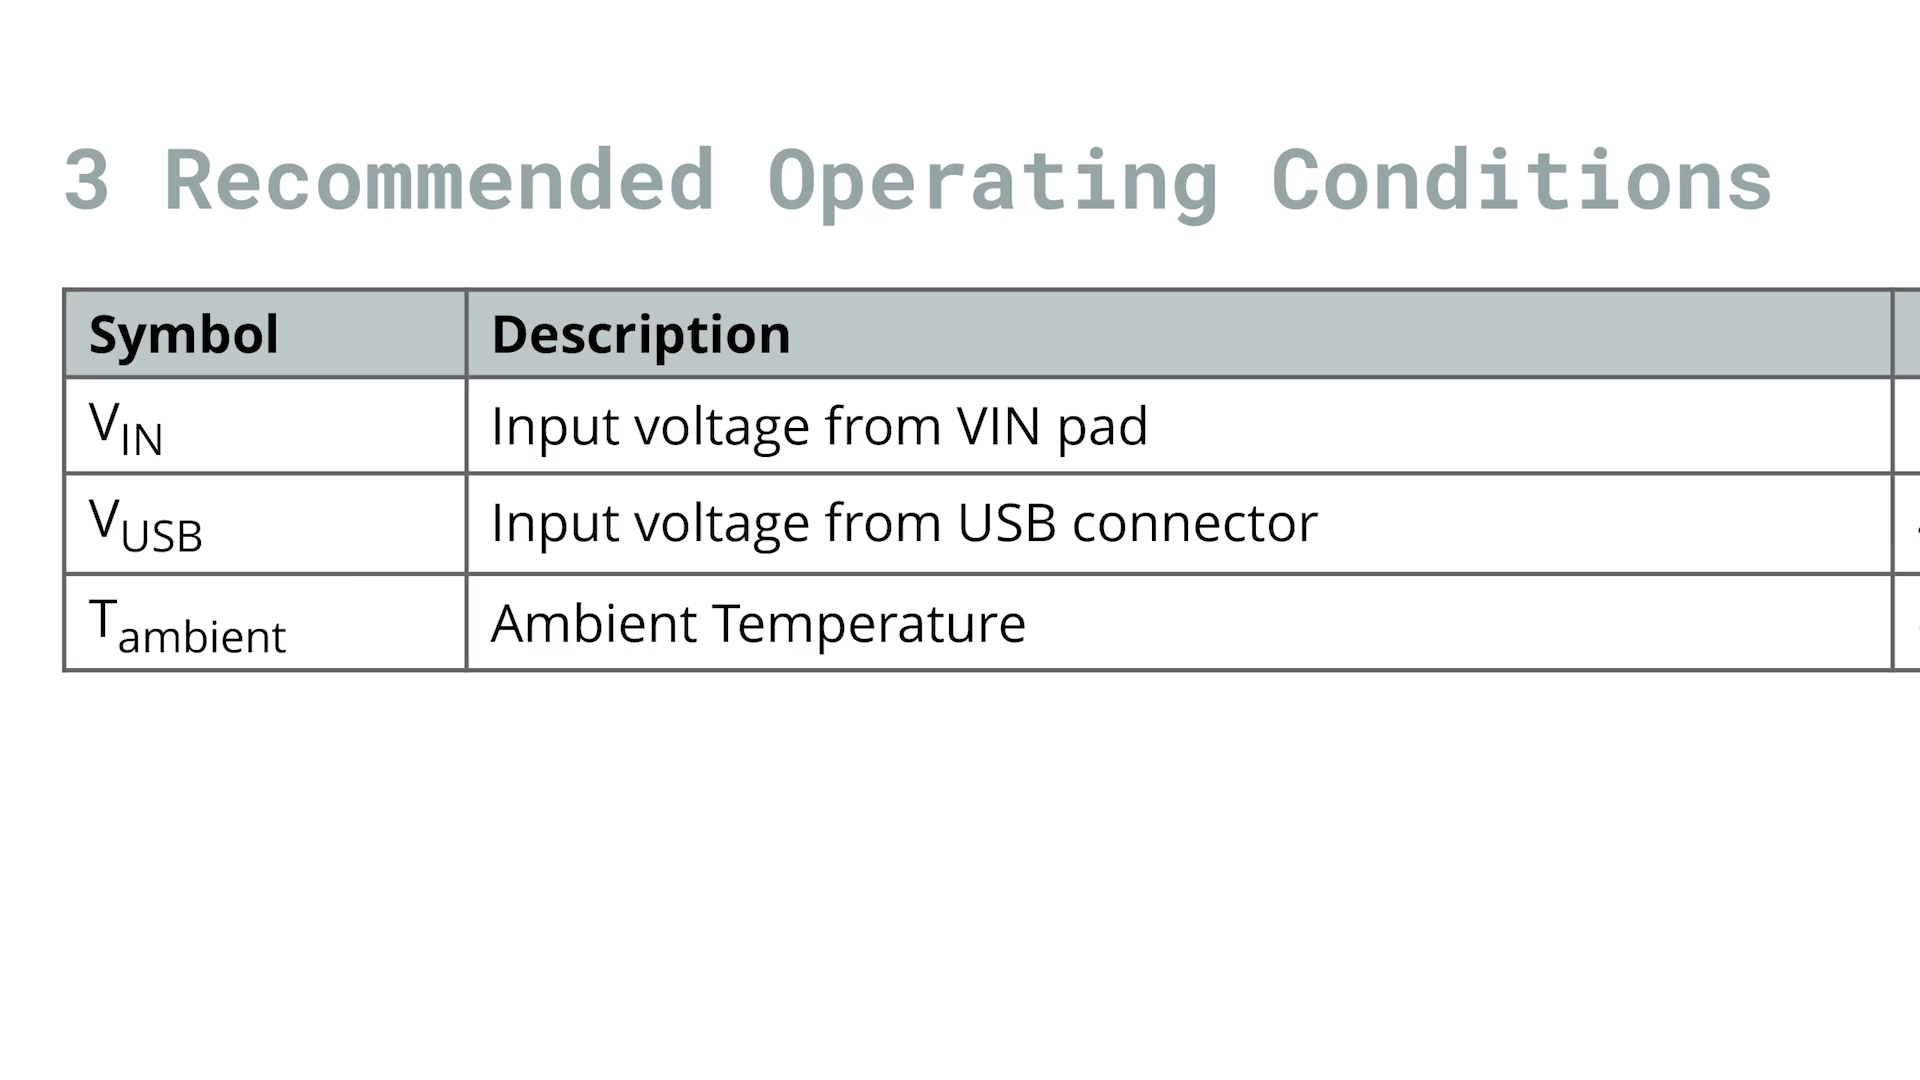 3 Recommended Operating Conditions
Symbol Description
VIN Input voltage from VIN pad
VUSB Input voltage from USB connector
Tambient Ambient Temperature